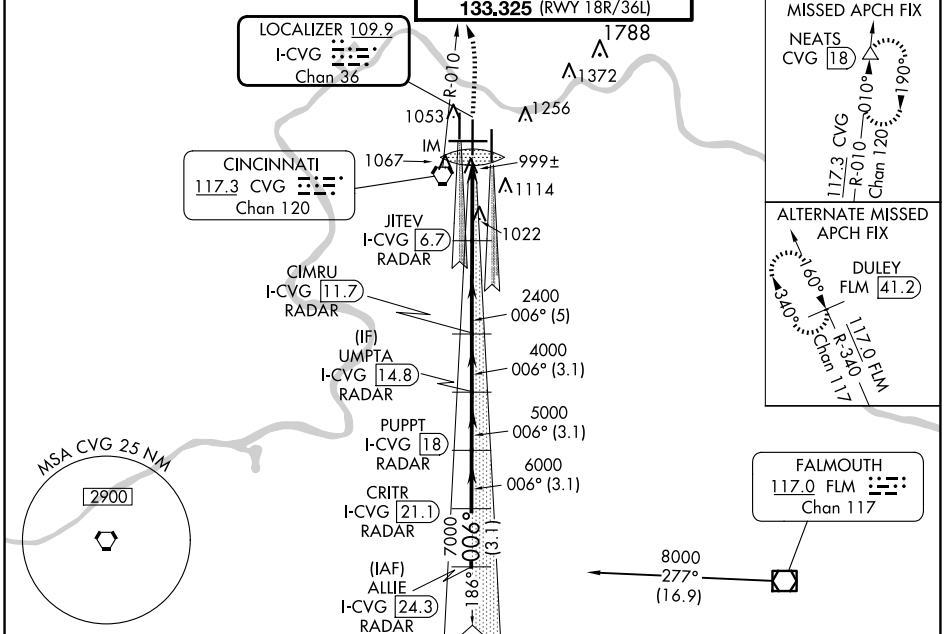 133.325 (RWY 18R/36L)
LOCALIZER 109.9
I-CVG
Chan 36
R-010
1788
1372
1053
1256
IM
1067
999±
CINCINNATI
117.3 CVG
Chan 120
1114
JITEV
I-CVG 6.7
RADAR
1022
CIMRU
I-CVG 11.7
RADAR
2400
006° (5)
(IF)
UMPTA
I-CVG 14.8
RADAR
4000
006° (3.1)
PUPPT
I-CVG 18
RADAR
5000
006° (3.1)
6000
006° (3.1)
CRITR
I-CVG 21.1
RADAR
7000
006°
(3.1)
(IAF)
ALLIE
I-CVG 24.3
RADAR
186°
MSA CVG 25 NM
2900
8000
277°
(16.9)
FALMOUTH
117.0 FLM
Chan 117
MISSED APCH FIX
NEATS
CVG 18
010°
190°
117.3 CVG
R-010
Chan 120
ALTERNATE MISSED
APCH FIX
DULEY
FLM 41.2
160°
340°
117.0 FLM
R-340
Chan 117